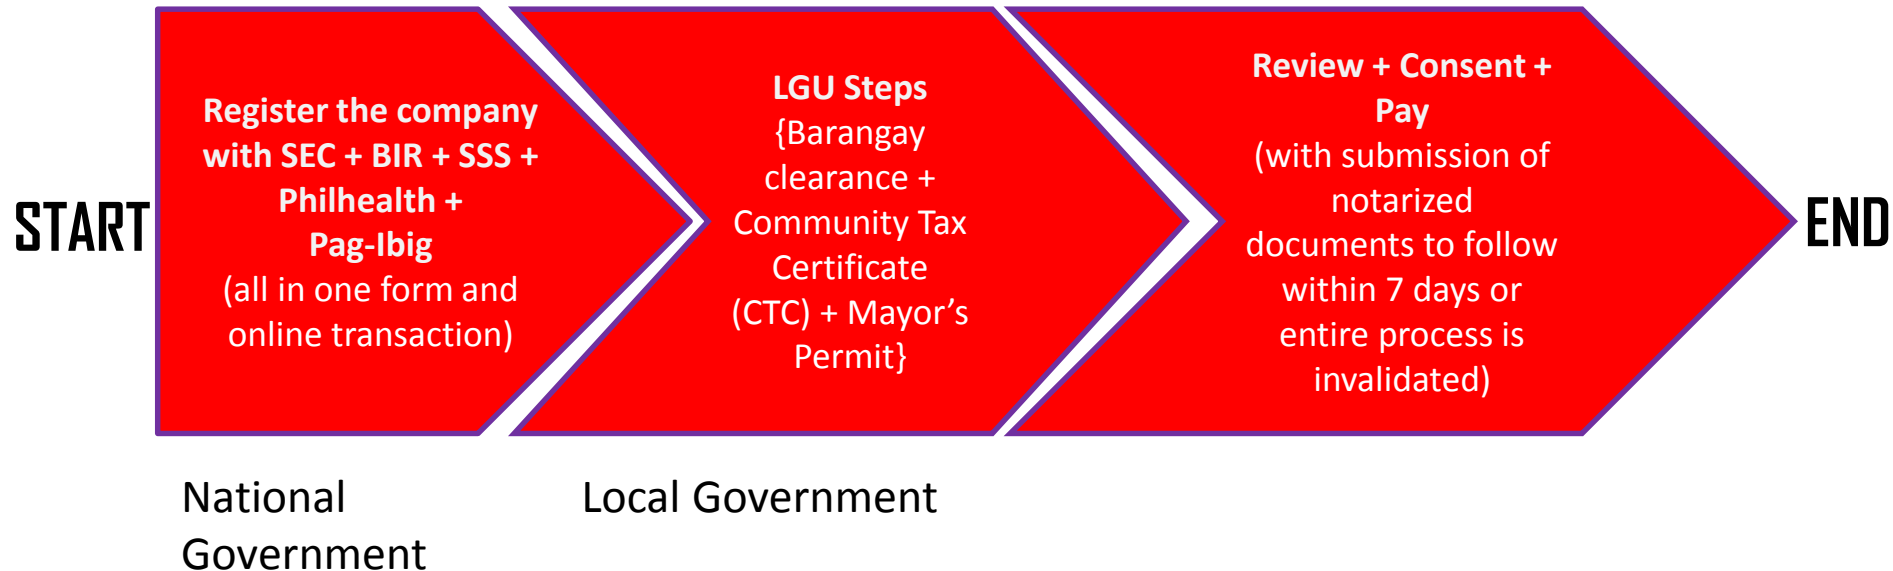 START
Register the company
with SEC + BIR + SSS +
Philhealth +
Pag-Ibig
(all in one form and
online transaction)
LGU Steps
{Barangay
clearance +
Community Tax
Certificate
(CTC) + Mayor’s
Permit}
Review + Consent +
Pay
(with submission of
notarized
documents to follow
within 7 days or
entire process is
invalidated)
END
National
Government
Local Government